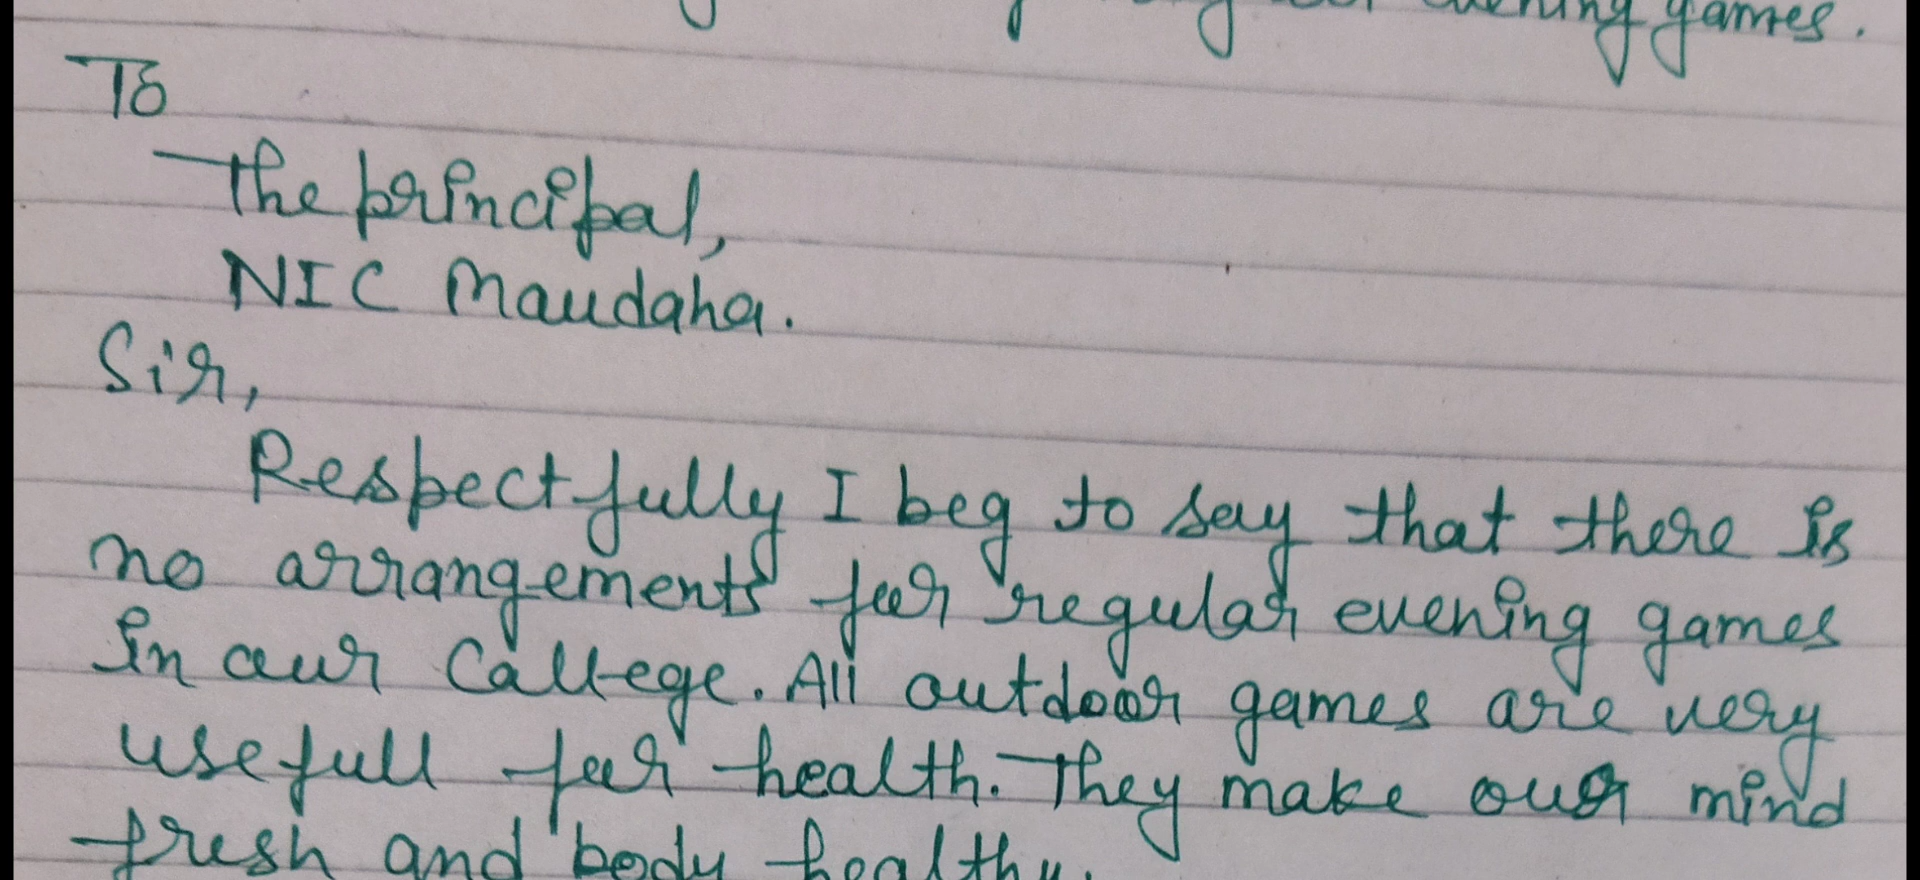 evening games.
To
The principal,
NIC Maudaha.
Sir,
Respectfully I beg to say that there is
no arrangements for regular evening games
in our College. All outdoor games are very
usefull for health. They make our mind
fresh and body healthy.